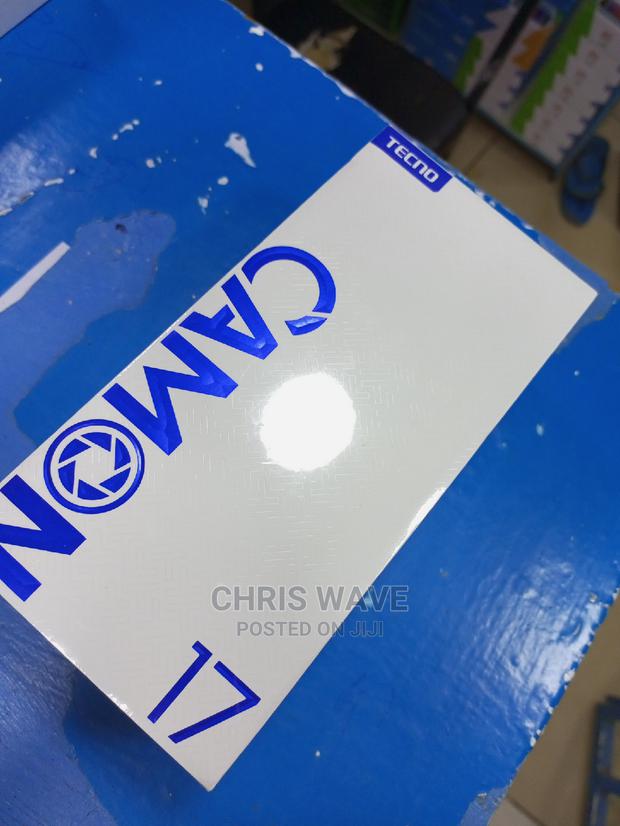 TECNO
CAMON
17
CHRIS WAVE
POSTED ON JIJI